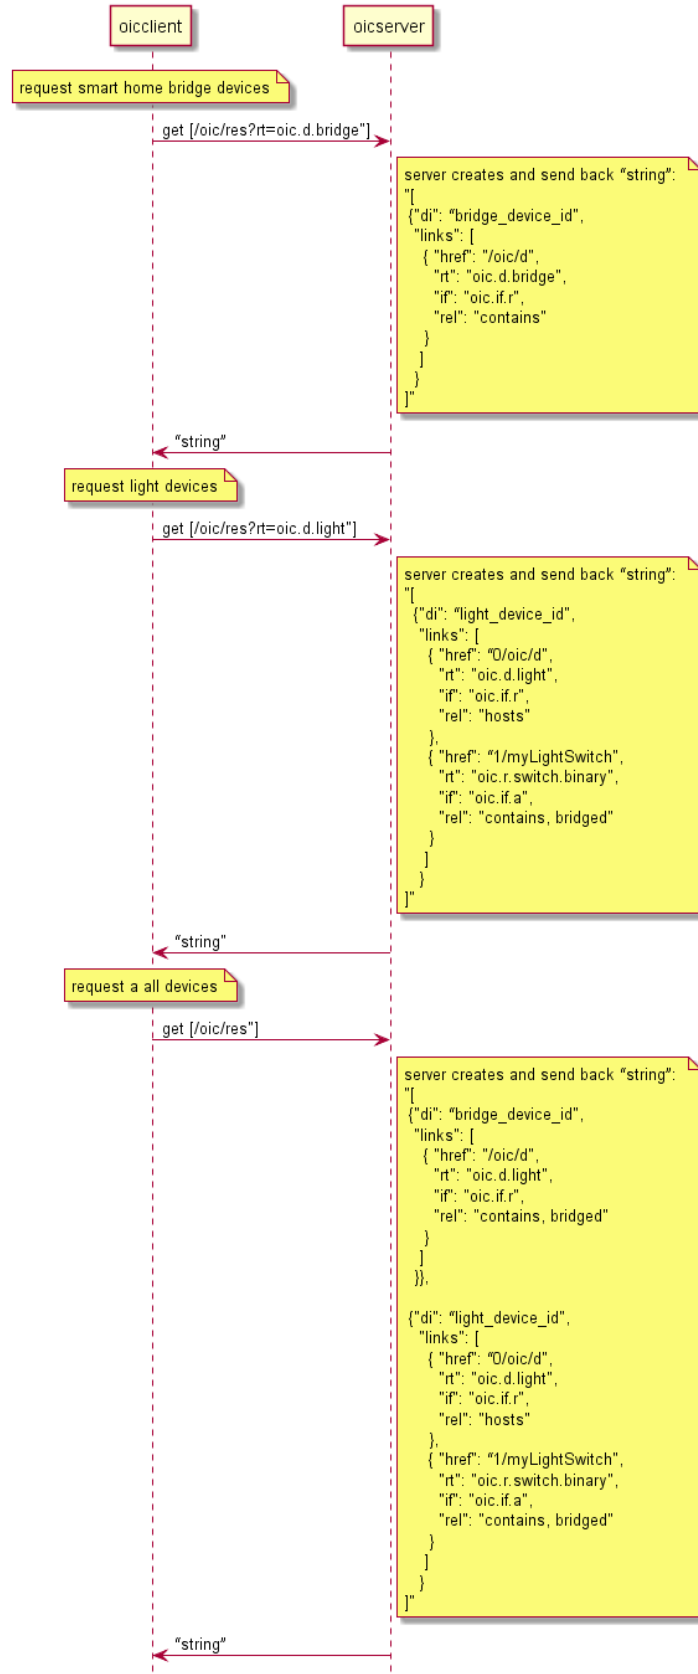 oicclient oicserver
request smart home bridge devices
get [/oic/res?rt=oic.d.bridge"]
server creates and send back “string”:
"[
{"di": “bridge_device_id",
"links": [
{ "href": "/oic/d",
"rt": "oic.d.bridge",
"if": "oic.if.r",
"rel": "contains"
}
]
}
]"
“string”
request light devices
get [/oic/res?rt=oic.d.light"]
server creates and send back “string”:
"[
{"di": “light_device_id",
"links": [
{ "href": “0/oic/d",
"rt": "oic.d.light",
"if": "oic.if.r",
"rel": "hosts"
},
{ "href": “1/myLightSwitch",
"rt": "oic.r.switch.binary",
"if": "oic.if.a",
"rel": "contains, bridged"
}
]
}
]"
“string"
request a all devices
get [/oic/res"]
server creates and send back “string”:
"[
{"di": “bridge_device_id",
"links": [
{ "href": "/oic/d",
"rt": "oic.d.light",
"if": "oic.if.r",
"rel": "contains, bridged"
}
]
}},
{"di": “light_device_id",
"links": [
{ "href": “0/oic/d",
"rt": "oic.d.light",
"if": "oic.if.r",
"rel": "hosts"
},
{ "href": “1/myLightSwitch",
"rt": "oic.r.switch.binary",
"if": "oic.if.a",
"rel": "contains, bridged"
}
]
}
]"
“string”